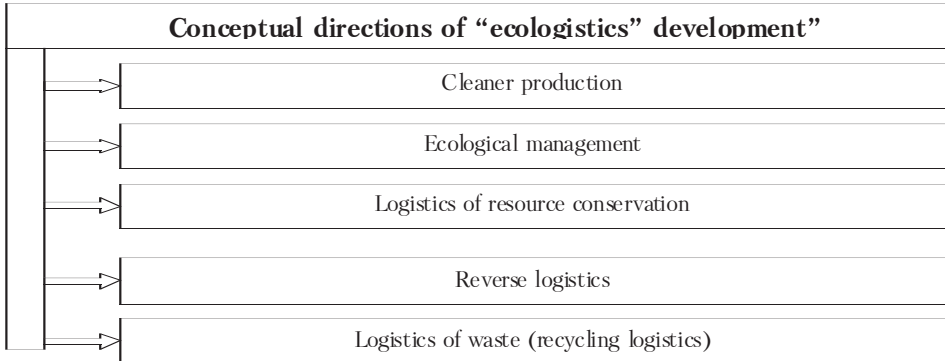 Conceptual directions of “ecologistics” development”
Cleaner production
Ecological management
Logistics of resource conservation
Reverse logistics
Logistics of waste (recycling logistics)